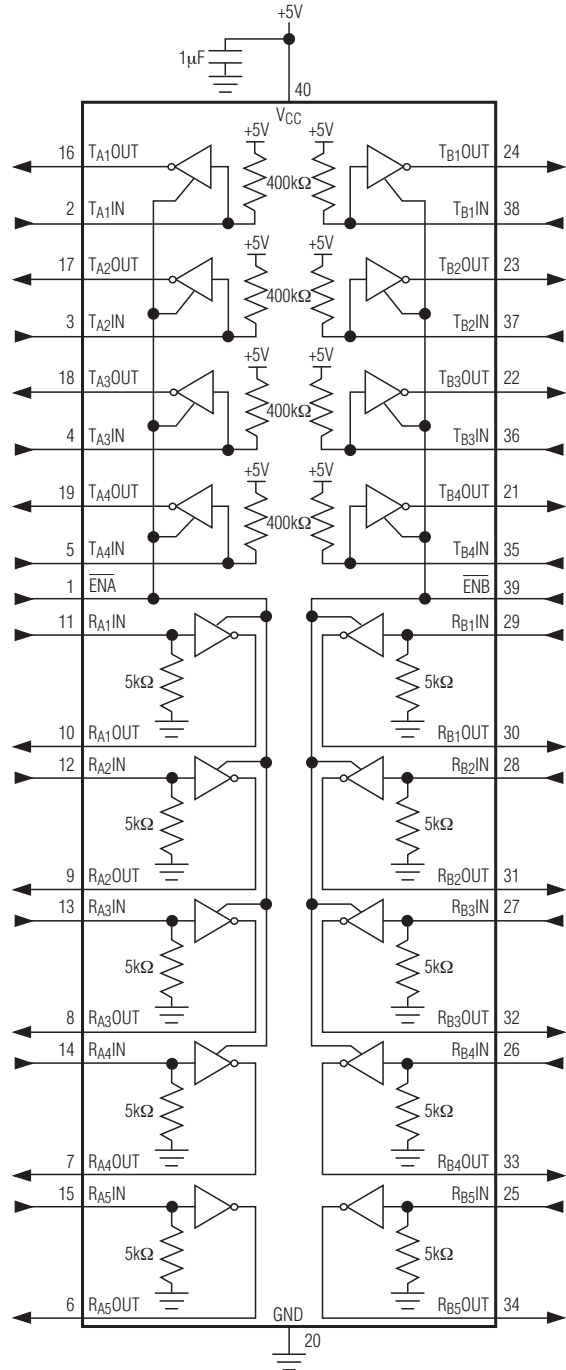 +5V
1µF
40
VCC
16 TA1OUT +5V +5V TB1OUT 24
400kΩ
2 TA1IN TB1IN 38
+5V +5V
17 TA2OUT TB2OUT 23
400kΩ
3 TA2IN TB2IN 37
+5V +5V
18 TA3OUT TB3OUT 22
400kΩ
4 TA3IN TB3IN 36
+5V +5V
19 TA4OUT TB4OUT 21
400kΩ
5 TA4IN TB4IN 35
1 ENA ENB 39
11 RA1IN RB1IN 29
5kΩ 5kΩ
10 RA1OUT RB1OUT 30
12 RA2IN RB2IN 28
5kΩ 5kΩ
9 RA2OUT RB2OUT 31
13 RA3IN RB3IN 27
5kΩ 5kΩ
8 RA3OUT RB3OUT 32
14 RA4IN RB4IN 26
5kΩ 5kΩ
7 RA4OUT RB4OUT 33
15 RA5IN RB5IN 25
5kΩ 5kΩ
6 RA5OUT GND RB5OUT 34
20